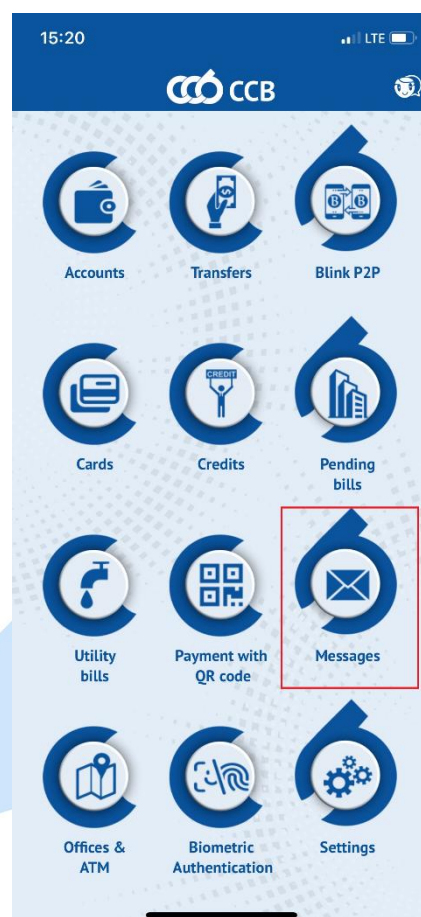 15:20 LTE
CCB
Accounts Transfers Blink P2P
CREDIT
Cards Credits Pending
bills
Utility Payment with Messages
bills QR code
Offices & Biometric Settings
ATM Authentication